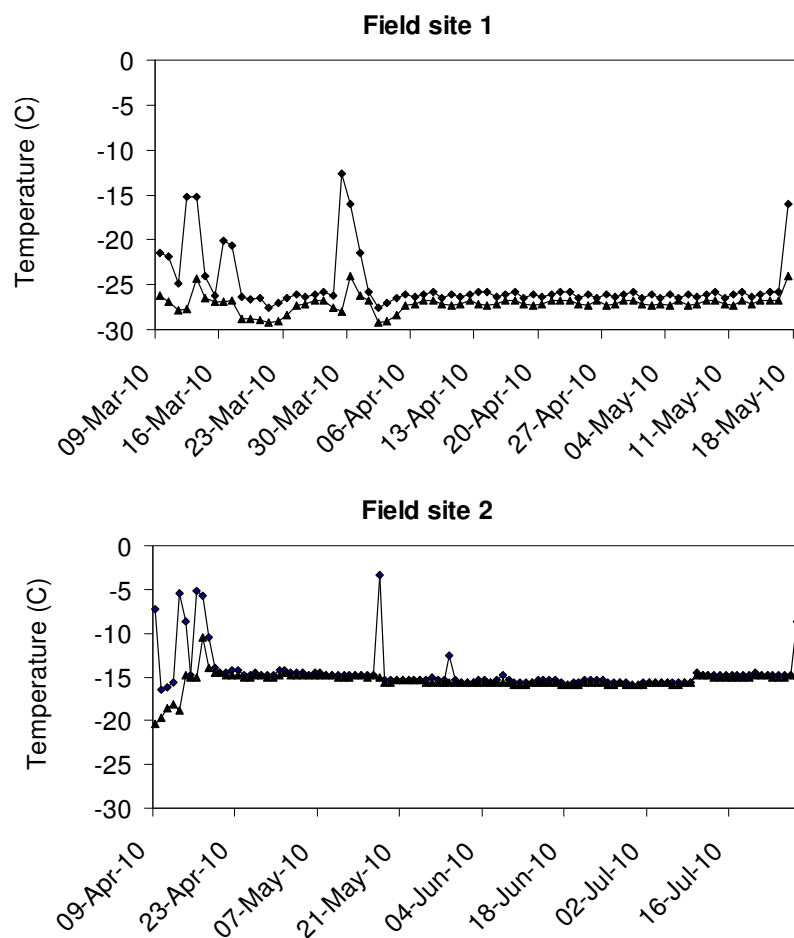 Field site 1
Temperature (C)
0
-5
-10
-15
-20
-25
-30
09-Mar-10
16-Mar-10
23-Mar-10
30-Mar-10
06-Apr-10
13-Apr-10
20-Apr-10
27-Apr-10
04-May-10
11-May-10
18-May-10
Field site 2
Temperature (C)
0
-5
-10
-15
-20
-25
-30
09-Apr-10
23-Apr-10
07-May-10
21-May-10
04-Jun-10
18-Jun-10
02-Jul-10
16-Jul-10